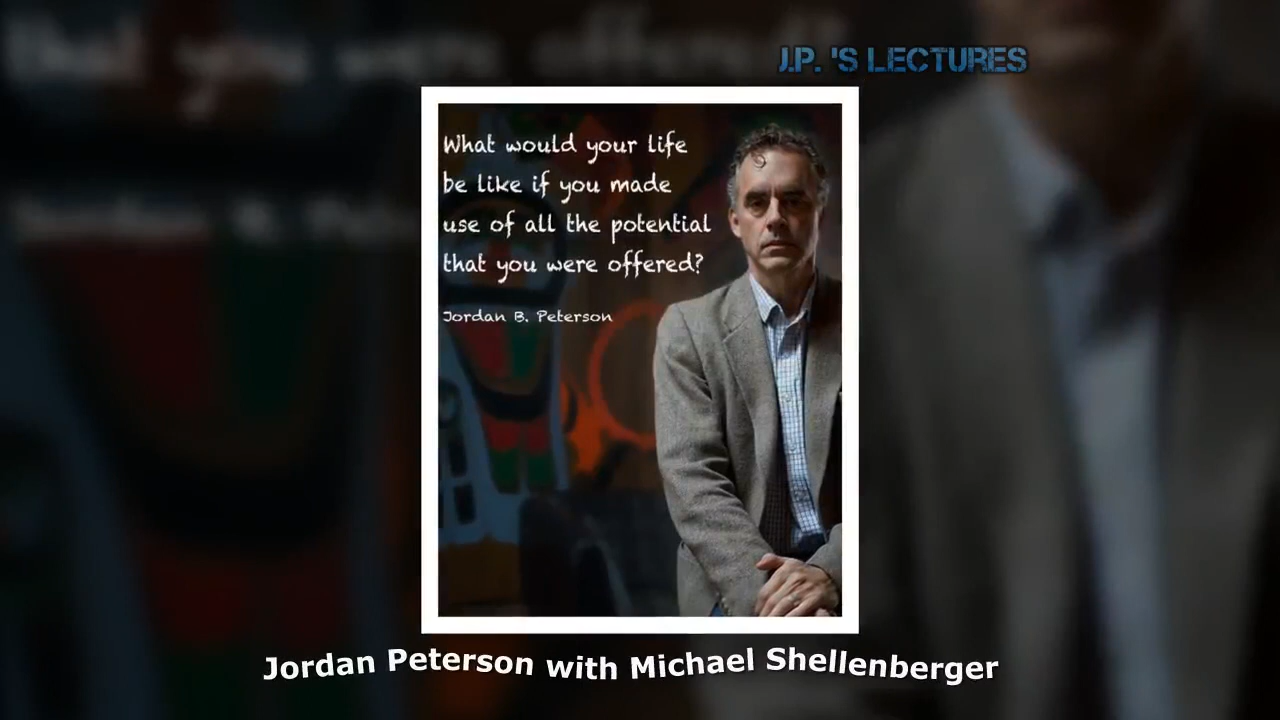 J.P. 'S LECTURES
What would your life
be like if you made
use of all the potential
that you were offered?
Jordan B. Peterson
Jordan Peterson with Michael Shellenberger